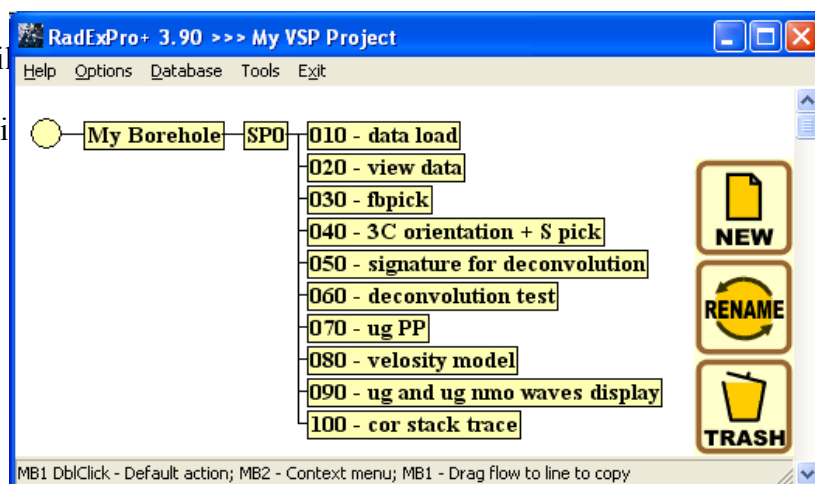 RadExPro+ 3.90 >>> My VSP Project
Help Options Database Tools Exit
My Borehole SP0 010 - data load
020 - view data
030 - fbpick
040 - 3C orientation + S pick
NEW
050 - signature for deconvolution
060 - deconvolution test
RENAME
070 - ug PP
080 - velosity model
090 - ug and ug nmo waves display
100 - cor stack trace
TRASH
MB1 DblClick - Default action; MB2 - Context menu; MB1 - Drag flow to line to copy